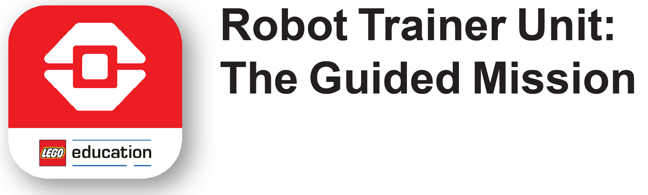 Robot Trainer Unit:
The Guided Mission
LEGO education